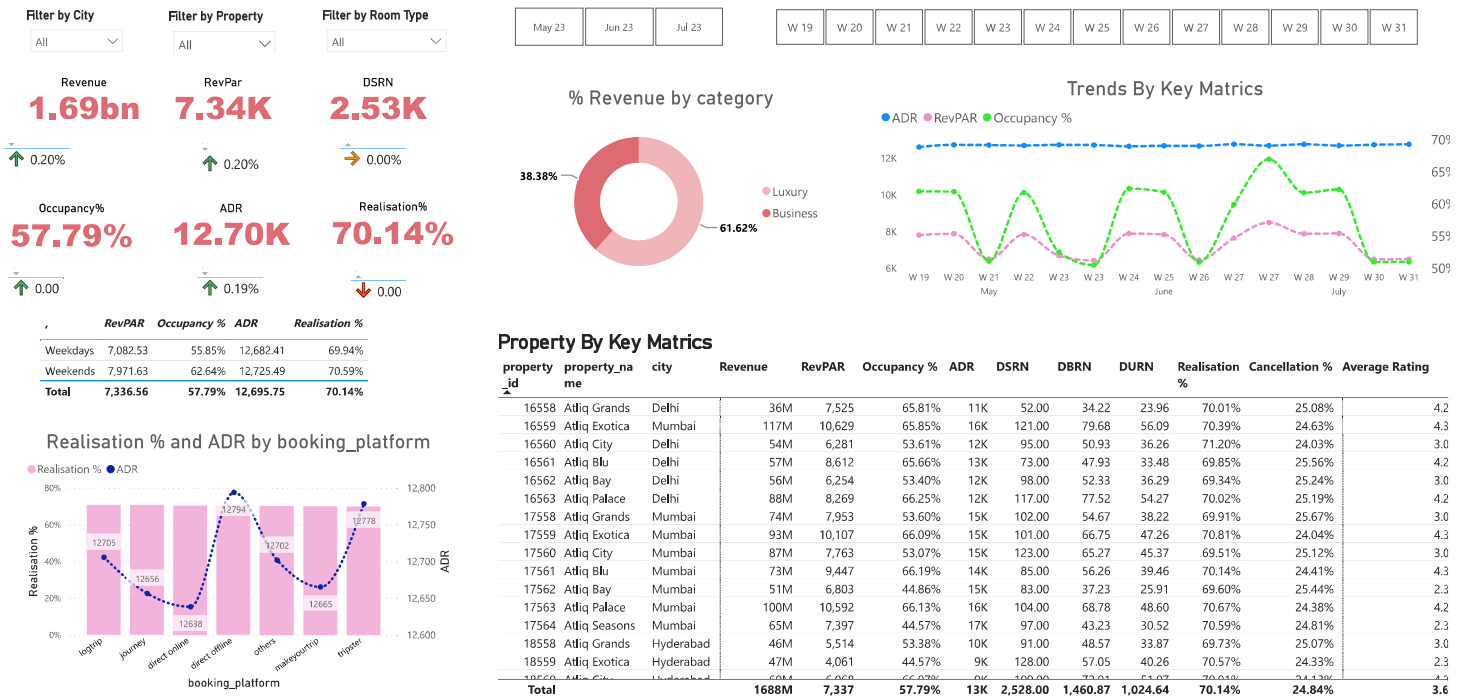 Filter by City
Filter by Property
Filter by Room Type
All
All
All
May 23
Jun 23
Jul 23
W 19
W 20
W 21
W 22
W 23
W 24
W 25
W 26
W 27
W 28
W 29
W 30
W 31
Revenue
RevPar
DSRN
1.69bn
7.34K
2.53K
0.20%
0.20%
0.00%
Occupancy%
ADR
Realisation%
57.79%
12.70K
70.14%
0.00
0.19%
0.00
% Revenue by category
38.38%
61.62%
Luxury
Business
Trends By Key Matrics
ADR RevPAR Occupancy %
12K
10K
8K
6K
70%
65%
60%
55%
50%
W 19 W 20 W 21 W 22 W 23 W 23 W 24 W 25 W 26 W 27 W 27 W 28 W 29 W 30 W 31
May June July
, RevPAR Occupancy % ADR Realisation %
Weekdays 7,082.53 55.85% 12,682.41 69.94%
Weekends 7,971.63 62.64% 12,725.49 70.59%
Total 7,336.56 57.79% 12,695.75 70.14%
Realisation % and ADR by booking_platform
Realisation % ADR
80%
60%
40%
20%
0%
Realisation %
12705
12656
12638
12794
12702
12665
12778
12,800
12,750
12,700
12,650
12,600
ADR
logtrip
journey
direct online
direct offline
others
makeyourtrip
tripster
booking_platform
Property By Key Matrics
property property_na city Revenue RevPAR Occupancy % ADR DSRN DBRN DURN Realisation Cancellation % Average Rating
_id me %
16558 Atliq Grands Delhi 36M 7,525 65.81% 11K 52.00 34.22 23.96 70.01% 25.08% 4.2
16559 Atliq Exotica Mumbai 117M 10,629 65.85% 16K 121.00 79.68 56.09 70.39% 24.63% 4.3
16560 Atliq City Delhi 54M 6,281 53.61% 12K 95.00 50.93 36.26 71.20% 24.03% 3.0
16561 Atliq Blu Delhi 57M 8,612 65.66% 13K 73.00 47.93 33.48 69.85% 25.56% 4.2
16562 Atliq Bay Delhi 56M 6,254 53.40% 12K 98.00 52.33 36.29 69.34% 25.24% 3.0
16563 Atliq Palace Delhi 88M 8,269 66.25% 12K 117.00 77.52 54.27 70.02% 25.19% 4.2
17558 Atliq Grands Mumbai 74M 7,953 53.60% 15K 102.00 54.67 38.22 69.91% 25.67% 3.0
17559 Atliq Exotica Mumbai 93M 10,107 66.09% 15K 101.00 66.75 47.26 70.81% 24.04% 4.3
17560 Atliq City Mumbai 87M 7,763 53.07% 15K 123.00 65.27 45.37 69.51% 25.12% 3.0
17561 Atliq Blu Mumbai 73M 9,447 66.19% 14K 85.00 56.26 39.46 70.14% 24.41% 4.3
17562 Atliq Bay Mumbai 51M 6,803 44.86% 15K 83.00 37.23 25.91 69.60% 25.44% 2.3
17563 Atliq Palace Mumbai 100M 10,592 66.13% 16K 104.00 68.78 48.60 70.67% 24.38% 4.2
17564 Atliq Seasons Mumbai 65M 7,397 44.57% 17K 97.00 43.23 30.52 70.59% 24.81% 2.3
18558 Atliq Grands Hyderabad 46M 5,514 53.38% 10K 91.00 48.57 33.87 69.73% 25.07% 3.0
18559 Atliq Exotica Hyderabad 47M 4,061 44.57% 9K 128.00 57.05 40.26 70.57% 24.33% 2.3
Total 1688M 7,337 57.79% 13K 2,528.00 1,460.87 1,024.64 70.14% 24.84% 3.6